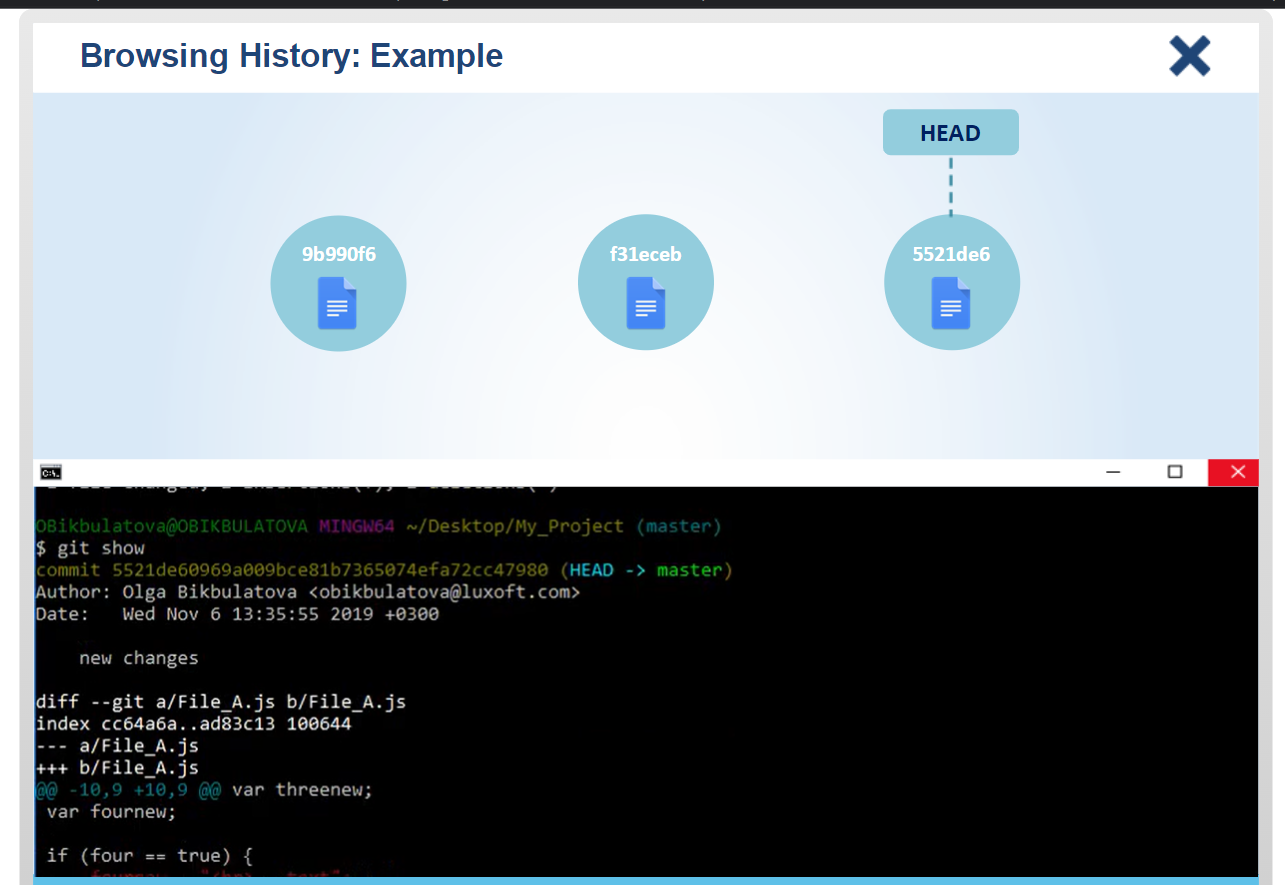 Browsing History: Example
HEAD
9b990f6
f31eceb
5521de6
C:\.
OBikbulatova@OBIKBULATOVA MINGW64 ~/Desktop/My_Project (master)
$ git show
commit 5521de60969a009bce81b7365074efa72cc47980 (HEAD -> master)
Author: Olga Bikbulatova <obikbulatova@luxoft.com>
Date:   Wed Nov 6 13:35:55 2019 +0300
new changes
diff --git a/File_A.js b/File_A.js
index cc64a6a..ad83c13 100644
--- a/File_A.js
+++ b/File_A.js
@@ -10,9 +10,9 @@ var threenew;
var fournew;
if (four == true) {